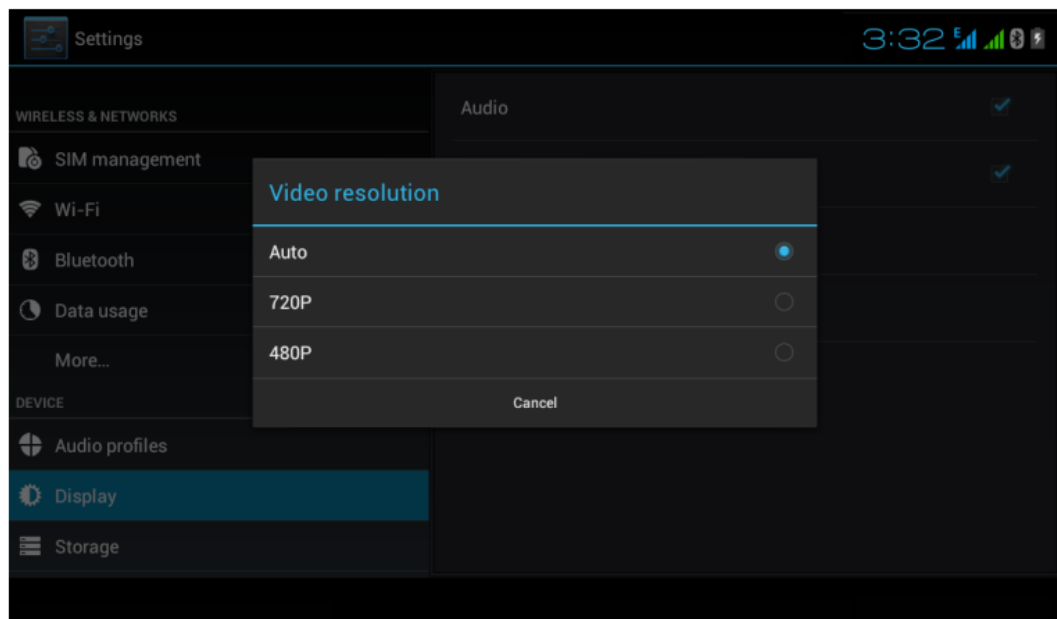 Settings
3:32 E
WIRELESS & NETWORKS
SIM management
Wi-Fi
Bluetooth
Data usage
More...
DEVICE
Audio profiles
Display
Storage
Audio
Video resolution
Auto
720P
480P
Cancel